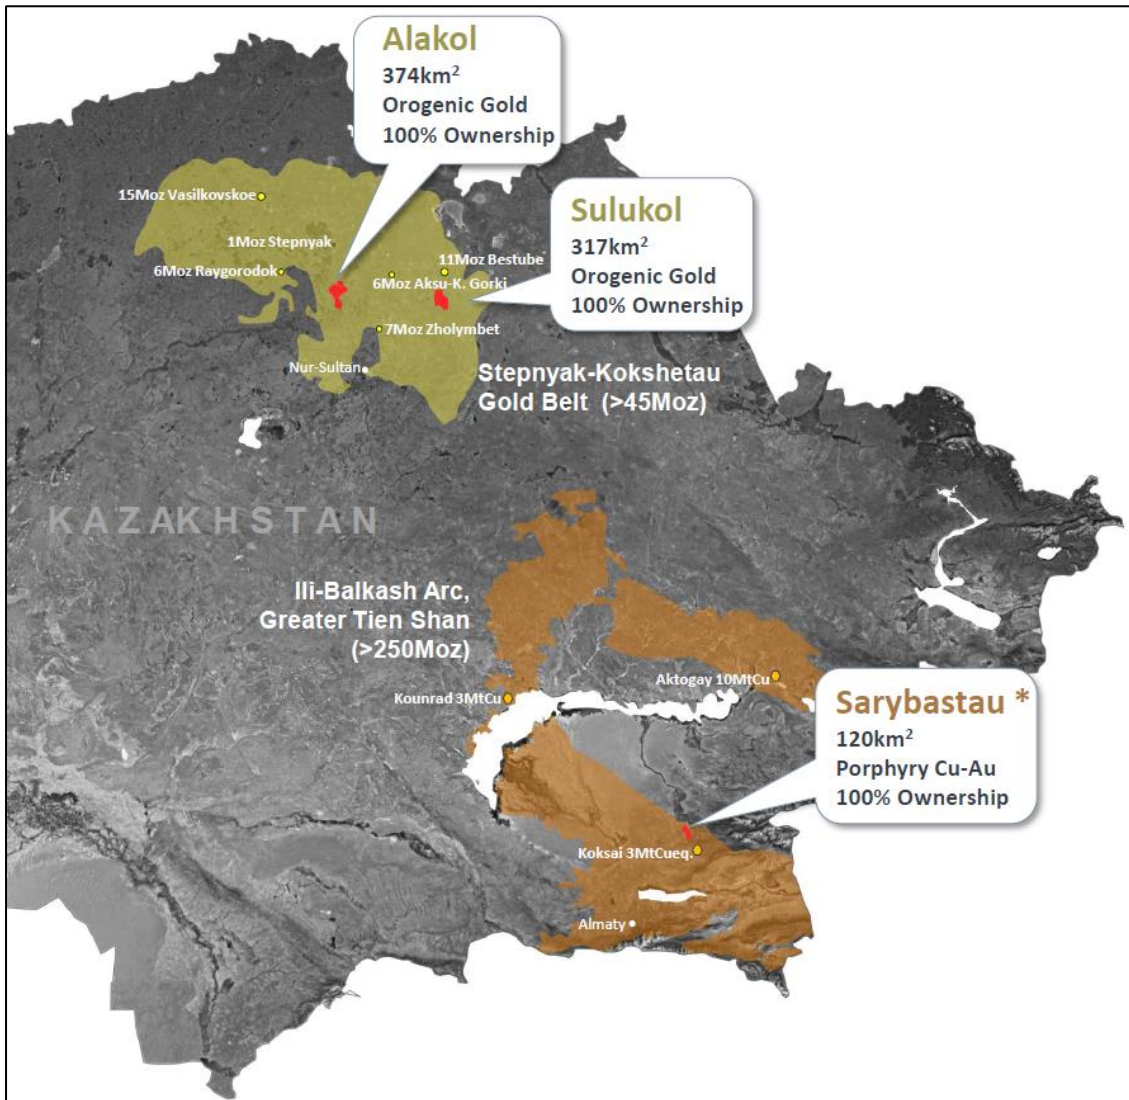 Alakol
374km²
Orogenic Gold
100% Ownership
Sulukol
317km²
Orogenic Gold
100% Ownership
15Moz Vasilkovskoe
1Moz Stepnyak
6Moz Raygorodok
11Moz Bestube
6Moz Aksu-K. Gorki
7Moz Zholymbet
Nur-Sultan
Stepnyak-Kokshetau
Gold Belt (>45Moz)
KAZAKHSTAN
Ili-Balkash Arc,
Greater Tien Shan
(>250Moz)
Kounrad 3MtCu
Aktogay 10MtCu
Sarybastau *
120km²
Porphyry Cu-Au
100% Ownership
Koksai 3MtCueq.
Almaty